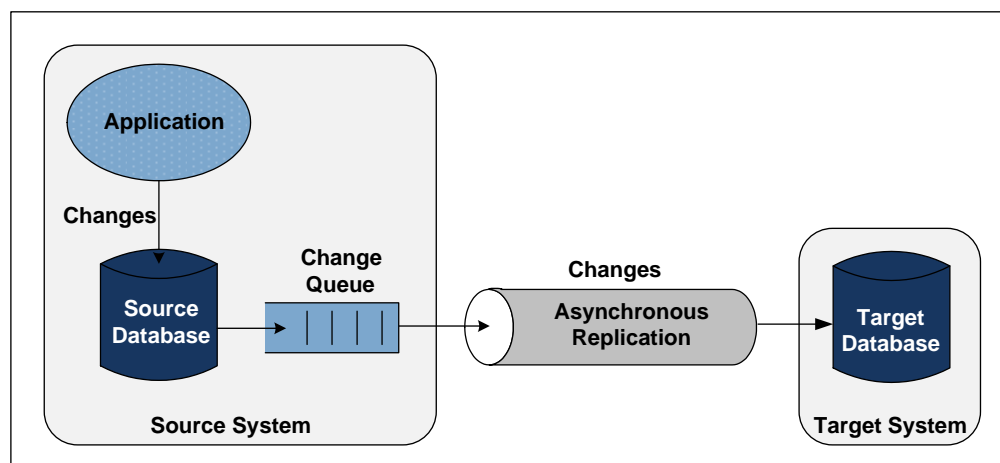 Application
Changes
Source
Database
Change
Queue
Source System
Changes
Asynchronous
Replication
Target
Database
Target System